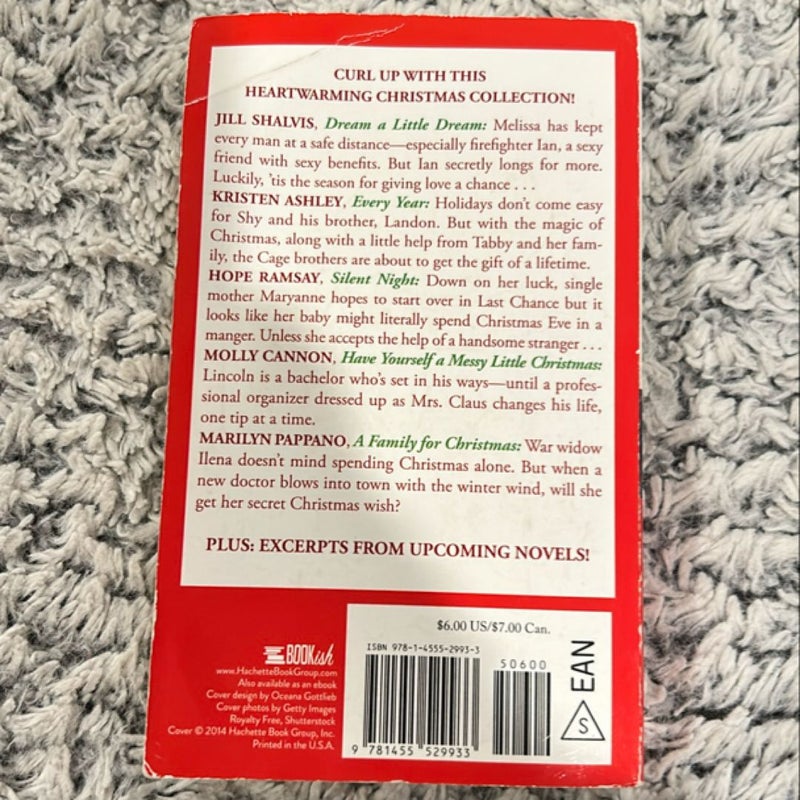 CURL UP WITH THIS
HEARTWARMING CHRISTMAS COLLECTION!
JILL SHALVIS, Dream a Little Dream: Melissa has kept
every man at a safe distance—especially firefighter Ian, a sexy
friend with sexy benefits. But Ian secretly longs for more.
Luckily, 'tis the season for giving love a chance . . .
KRISTEN ASHLEY, Every Year: Holidays don't come easy
for Shy and his brother, Landon. But with the magic of
Christmas, along with a little help from Tabby and her fam-
ily, the Cage brothers are about to get the gift of a lifetime.
HOPE RAMSAY, Silent Night: Down on her luck, single
mother Maryanne hopes to start over in Last Chance but it
looks like her baby might literally spend Christmas Eve in a
manger. Unless she accepts the help of a handsome stranger . . .
MOLLY CANNON, Have Yourself a Messy Little Christmas:
Lincoln is a bachelor who's set in his ways—until a profes-
sional organizer dressed up as Mrs. Claus changes his life,
one tip at a time.
MARILYN PAPPANO, A Family for Christmas: War widow
Ilena doesn't mind spending Christmas alone. But when a
new doctor blows into town with the winter wind, will she
get her secret Christmas wish?
PLUS: EXCERPTS FROM UPCOMING NOVELS!
BOOKish
www.HachetteBookGroup.com
Also available as an ebook
Cover design by Oceana Gottlieb
Cover photos by Getty Images
Royalty Free, Shutterstock
Cover © 2014 Hachette Book Group, Inc.
Printed in the U.S.A.
$6.00 US/$7.00 Can.
ISBN 978-1-4555-2993-3
50600
9 781455 529933
EAN
S